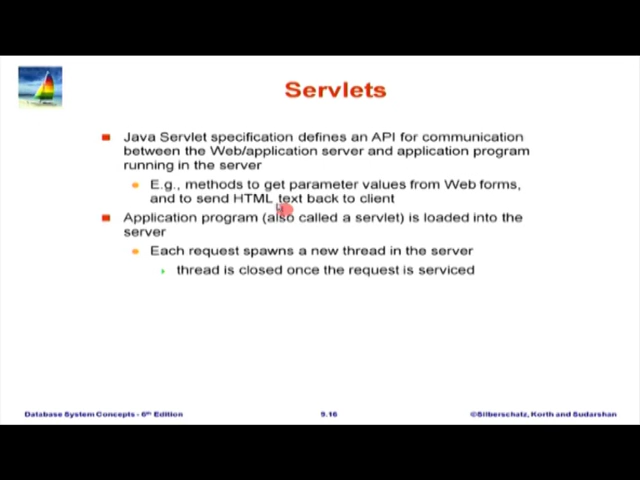 Servlets
Java Servlet specification defines an API for communication
between the Web/application server and application program
running in the server
E.g., methods to get parameter values from Web forms,
and to send HTML text back to client
Application program (also called a servlet) is loaded into the
server
Each request spawns a new thread in the server
thread is closed once the request is serviced
Database System Concepts - 6th Edition
9.16
©Silberschatz, Korth and Sudarshan